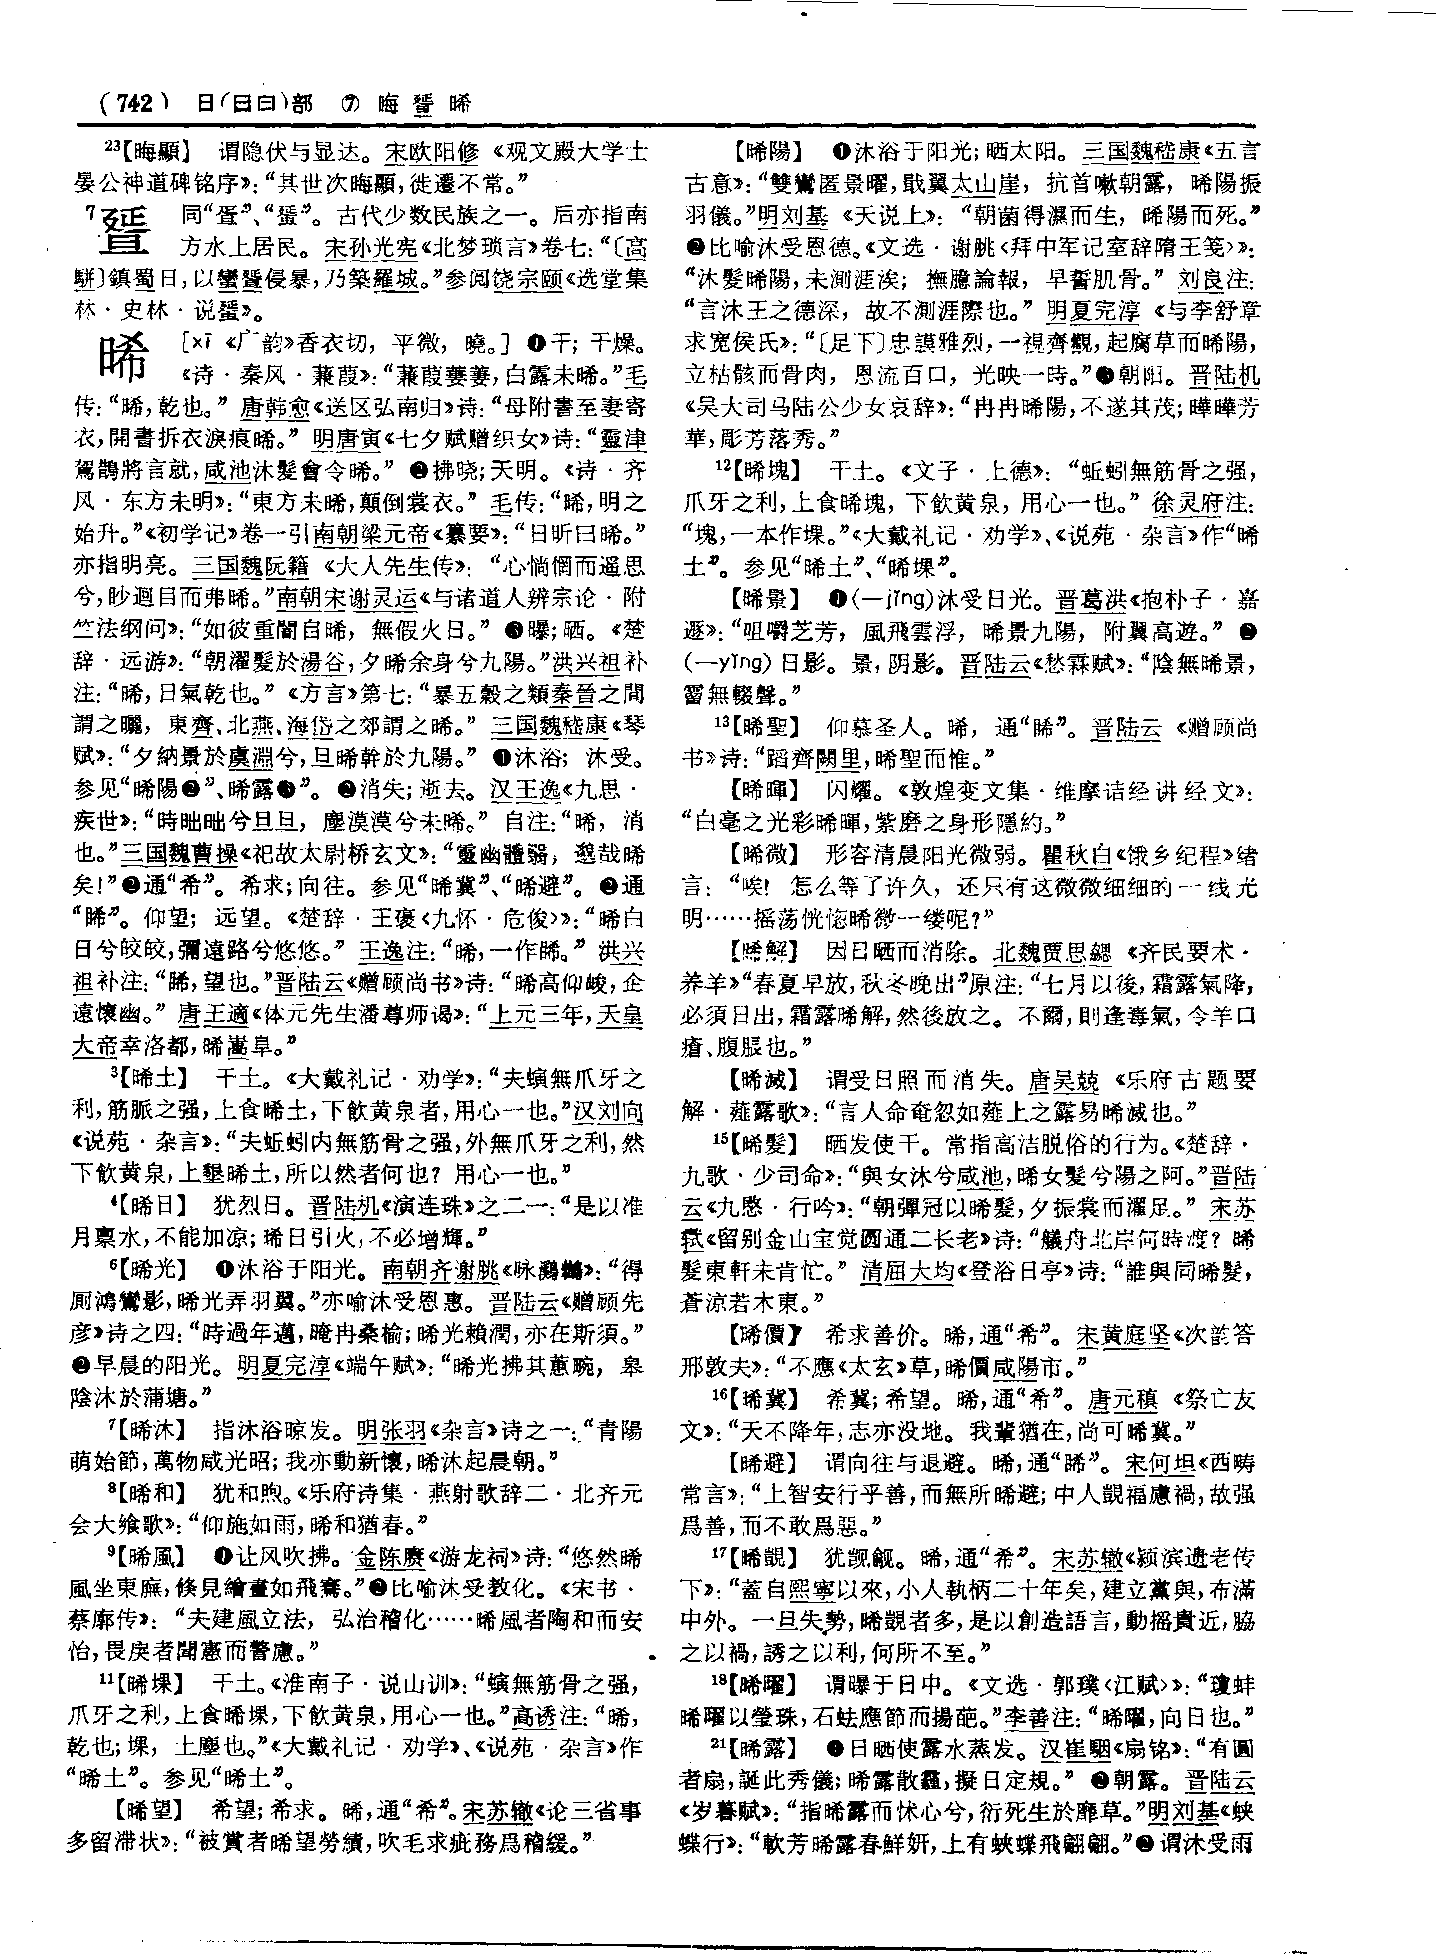 (742) 日(日曰)部 ⑦ 晦 晿 晞
23【晦顯】 谓隐伏与显达。宋欧阳修《观文殿大学士
晏公神道碑铭序》：“其世次晦顯，徙遷不常。”
7 同“疍”、“蜑”。古代少数民族之一。后亦指南
方水上居民。宋孙光宪《北梦琐言》卷七：“〔高
駢〕鎮蜀日，以蠻侵暴，乃築羅城。”参阅饶宗颐《选堂集
林·史林·说蜑》。
晞 [xī 《广韵》香衣切，平微，曉。] ❶干；干燥。
《诗·秦风·蒹葭》：“蒹葭萋萋，白露未晞。”毛
传：“晞，乾也。” 唐韩愈《送区弘南归》诗：“母附書至妻寄
衣，開書拆衣淚痕晞。” 明唐寅《七夕赋赠织女》诗：“靈津
駕鵲將言就，咸池沐髮會令晞。” ❷拂晓；天明。《诗·齐
风·东方未明》：“東方未晞，顛倒裳衣。” 毛传：“晞，明之
始升。”《初学记》卷一引南朝梁元帝《纂要》：“日昕曰晞。”
亦指明亮。三国魏阮籍《大人先生传》：“心惝惘而遥思
兮，眇迴目而弗晞。”南朝宋谢灵运《与诸道人辨宗论·附
竺法纲问》：“如彼重闇自晞，無假火日。” ❸曝；晒。《楚
辞·远游》：“朝濯髮於湯谷，夕晞余身兮九陽。”洪兴祖补
注：“晞，日氣乾也。”《方言》第七：“暴五穀之類秦晉之間
謂之曬，東齊、北燕、海岱之郊謂之晞。” 三国魏嵇康《琴
赋》：“夕納景於虞淵兮，旦晞幹於九陽。” ❹沐浴；沐受。
参见“晞陽❷”、“晞露❸”。❺消失；逝去。汉王逸《九思·
疾世》：“時昢昢兮旦旦，塵漠漠兮未晞。” 自注：“晞，消
也。”三国魏曹操《祀故太尉桥玄文》：“靈幽體翳，邈哉晞
矣！”❻通“希”。希求；向往。参见“晞冀”、“晞避”。❼通
“睎”。仰望；远望。《楚辞·王褒〈九怀·危俊〉》：“晞白
日兮皎皎，彌遠路兮悠悠。” 王逸注：“晞，一作睎。” 洪兴
祖补注：“睎，望也。”晋陆云《赠顾尚书》诗：“晞高仰峻，企
遠懷幽。” 唐王適《体元先生潘尊师碣》：“上元三年，天皇
大帝幸洛都，晞嵩阜。”
3【晞土】 干土。《大戴礼记·劝学》：“夫螾無爪牙之
利，筋脈之强，上食晞土，下飲黄泉者，用心一也。”汉刘向
《说苑·杂言》：“夫蚯蚓内無筋骨之强，外無爪牙之利，然
下飲黄泉，上墾晞土，所以然者何也？用心一也。”
4【晞日】 犹烈日。晋陆机《演连珠》之二一：“是以准
月禀水，不能加凉；晞日引火，不必增輝。”
6【晞光】 ❶沐浴于阳光。南朝齐谢朓《咏鸂鶒》：“得
厠鴻鸞影，晞光弄羽翼。”亦喻沐受恩惠。晋陆云《赠顾先
彦》诗之四：“時過年邁，晻冉桑榆；晞光賴潤，亦在斯須。”
❷早晨的阳光。明夏完淳《端午赋》：“晞光拂其蕙畹，皋
陰沐於蒲塘。”
7【晞沐】 指沐浴晾发。明张羽《杂言》诗之一：“青陽
萌始節，萬物咸光昭；我亦動新懷，晞沐起晨朝。”
8【晞和】 犹和煦。《乐府诗集·燕射歌辞二·北齐元
会大飨歌》：“仰施如雨，晞和猶春。”
9【晞風】 ❶让风吹拂。金陈赓《游龙祠》诗：“悠然晞
風坐東廡，倏見繪畫如飛騫。”❷比喻沐受教化。《宋书·
蔡廓传》：“夫建風立法，弘治稽化……晞風者陶和而安
怡，畏戾者聞憲而警慮。”
11【晞堁】 干土。《淮南子·说山训》：“螾無筋骨之强，
爪牙之利，上食晞堁，下飲黄泉，用心一也。”高诱注：“晞，
乾也；堁，土塵也。”《大戴礼记·劝学》、《说苑·杂言》作
“晞土”。参见“晞土”。
【晞望】 希望；希求。晞，通“希”。宋苏辙《论三省事
多留滞状》：“被賞者晞望勞績，吹毛求疵務爲稽緩。”
【晞陽】 ❶沐浴于阳光；晒太阳。三国魏嵇康《五言
古意》：“雙鸞匿景曜，戢翼太山崖，抗首嗽朝露，晞陽振
羽儀。”明刘基《天说上》：“朝菌得濕而生，晞陽而死。”
❷比喻沐受恩德。《文选·谢朓〈拜中军记室辞隋王笺〉》：
“沐髮晞陽，未測涯涘；撫臆論報，早誓肌骨。” 刘良注：
“言沐王之德深，故不測涯際也。” 明夏完淳《与李舒章
求宽侯氏》：“〔足下〕忠謨雅烈，一視齊觀，起腐草而晞陽，
立枯骸而骨肉，恩流百口，光映一時。”❸朝阳。晋陆机
《吴大司马陆公少女哀辞》：“冉冉晞陽，不遂其茂；曄曄芳
華，彫芳落秀。”
12【晞塊】 干土。《文子·上德》：“蚯蚓無筋骨之强，
爪牙之利，上食晞塊，下飲黄泉，用心一也。” 徐灵府注：
“塊，一本作堁。”《大戴礼记·劝学》、《说苑·杂言》作“晞
土”。参见“晞土”、“晞堁”。
【晞景】 ❶(—jǐng)沐受日光。晋葛洪《抱朴子·嘉
遯》：“咀嚼芝芳，風飛雲浮，晞景九陽，附翼高遊。” ❷
(—yǐng)日影。景，阴影。晋陆云《愁霖赋》：“陰無晞景，
霤無輟聲。”
13【晞聖】 仰慕圣人。晞，通“睎”。晋陆云《赠顾尚
书》诗：“蹈齊闕里，晞聖而惟。”
【晞暉】 闪耀。《敦煌变文集·维摩诘经讲经文》：
“白毫之光彩晞暉，紫磨之身形隱約。”
【晞微】 形容清晨阳光微弱。瞿秋白《饿乡纪程》绪
言：“唉！怎么等了许久，还只有这微微细细的一线光
明……摇荡恍惚晞微一缕呢？”
【晞解】 因日晒而消除。北魏贾思勰《齐民要术·
养羊》“春夏早放，秋冬晚出”原注：“七月以後，霜露氣降，
必須日出，霜露晞解，然後放之。不爾，則逢毒氣，令羊口
瘡、腹脹也。”
【晞滅】 谓受日照而消失。唐吴兢《乐府古题要
解·薤露歌》：“言人命奄忽如薤上之露易晞滅也。”
15【晞髮】 晒发使干。常指高洁脱俗的行为。《楚辞·
九歌·少司命》：“與女沐兮咸池，晞女髮兮陽之阿。”晋陆
云《九愍·行吟》：“朝彈冠以晞髮，夕振裳而濯足。” 宋苏
轼《留别金山宝觉圆通二长老》诗：“艤舟北岸何時渡？晞
髮東軒未肯忙。” 清屈大均《登浴日亭》诗：“誰與同晞髮，
蒼涼若木東。”
【晞價】 希求善价。晞，通“希”。宋黄庭坚《次韵答
邢敦夫》：“不應《太玄》草，晞價咸陽市。”
16【晞冀】 希冀；希望。晞，通“希”。唐元稹《祭亡友
文》：“天不降年，志亦没地。我輩猶在，尚可晞冀。”
【晞避】 谓向往与退避。晞，通“睎”。宋何坦《西畴
常言》：“上智安行乎善，而無所晞避；中人覬福慮禍，故强
爲善，而不敢爲惡。”
17【晞覬】 犹觊觎。晞，通“希”。宋苏辙《颍滨遗老传
下》：“蓋自熙寧以來，小人執柄二十年矣，建立黨與，布滿
中外。一旦失勢，晞覬者多，是以創造語言，動摇貴近，脇
之以禍，誘之以利，何所不至。”
18【晞曜】 谓曝于日中。《文选·郭璞〈江赋〉》：“瓊蚌
晞曜以瑩珠，石蚨應節而揚葩。”李善注：“晞曜，向日也。”
21【晞露】 ❶日晒使露水蒸发。汉崔駰《扇铭》：“有圓
者扇，誕此秀儀；晞露散霾，擬日定規。” ❷朝露。晋陆云
《岁暮赋》：“指晞露而怵心兮，衍死生於靡草。”明刘基《蛱
蝶行》：“軟芳晞露春鮮妍，上有蛺蝶飛翩翩。”❸谓沐受雨